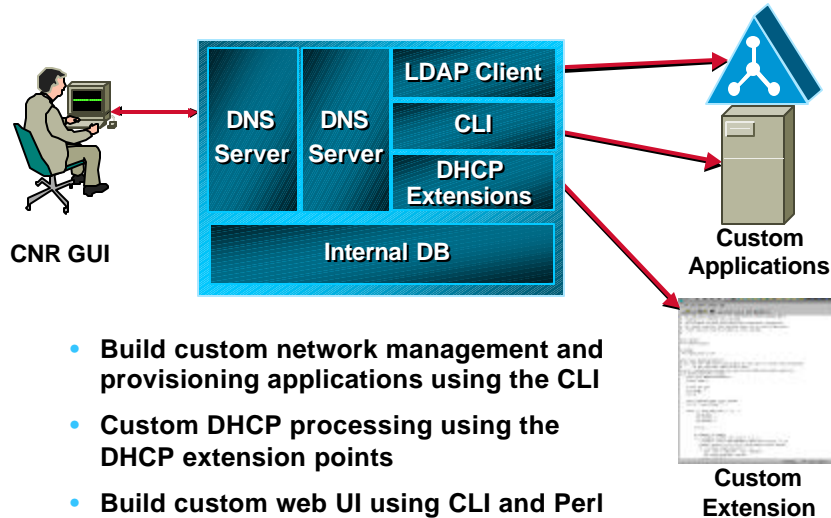 LDAP Client
DNS
Server
DNS
Server
CLI
DHCP
Extensions
Internal DB
CNR GUI
Custom
Applications
• Build custom network management and
provisioning applications using the CLI
• Custom DHCP processing using the
DHCP extension points
• Build custom web UI using CLI and Perl
Custom
Extension